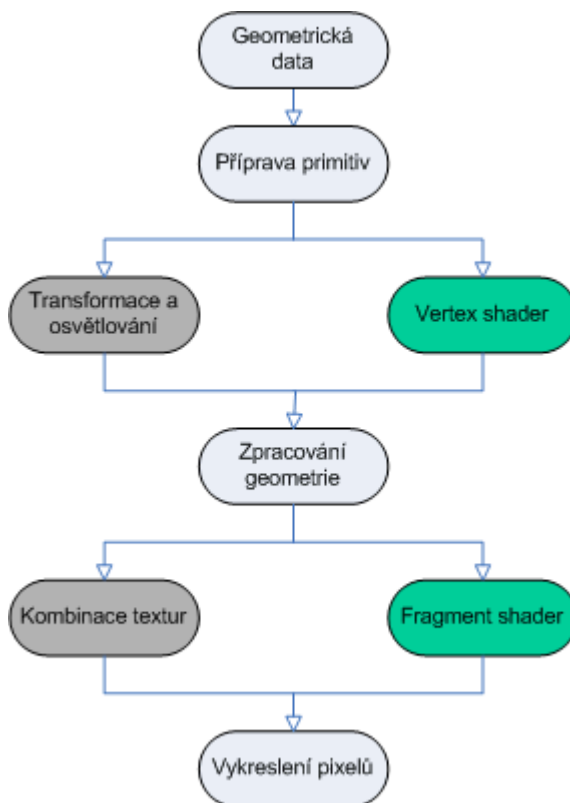 Geometrická
data
Příprava primitiv
Transformace a
osvětlování
Vertex shader
Zpracování
geometrie
Kombinace textur
Fragment shader
Vykreslení pixelů